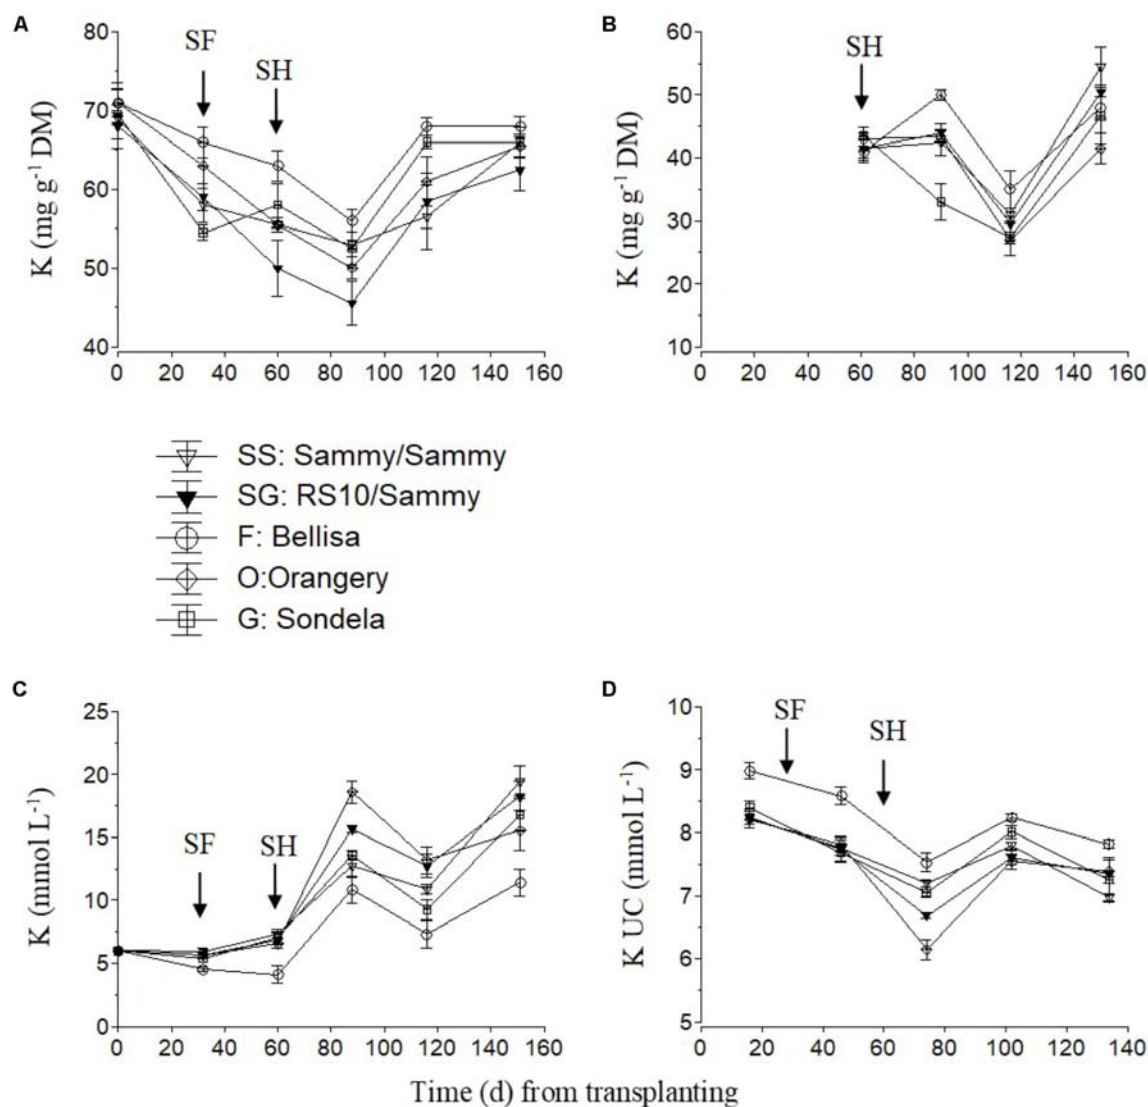 A
B
80
60
SF
SH
SH
70
50
60
40
50
30
40
20
10
K (mg g⁻¹ DM)
K (mg g⁻¹ DM)
0 20 40 60 80 100 120 140 160
0 20 40 60 80 100 120 140 160
SS: Sammy/Sammy
SG: RS10/Sammy
F: Bellisa
O:Orangery
G: Sondela
C
D
25
10
SF
SH
SF
SH
20
9
15
8
10
7
5
6
0
5
K (mmol L⁻¹)
K UC (mmol L⁻¹)
0 20 40 60 80 100 120 140 160
0 20 40 60 80 100 120 140
Time (d) from transplanting